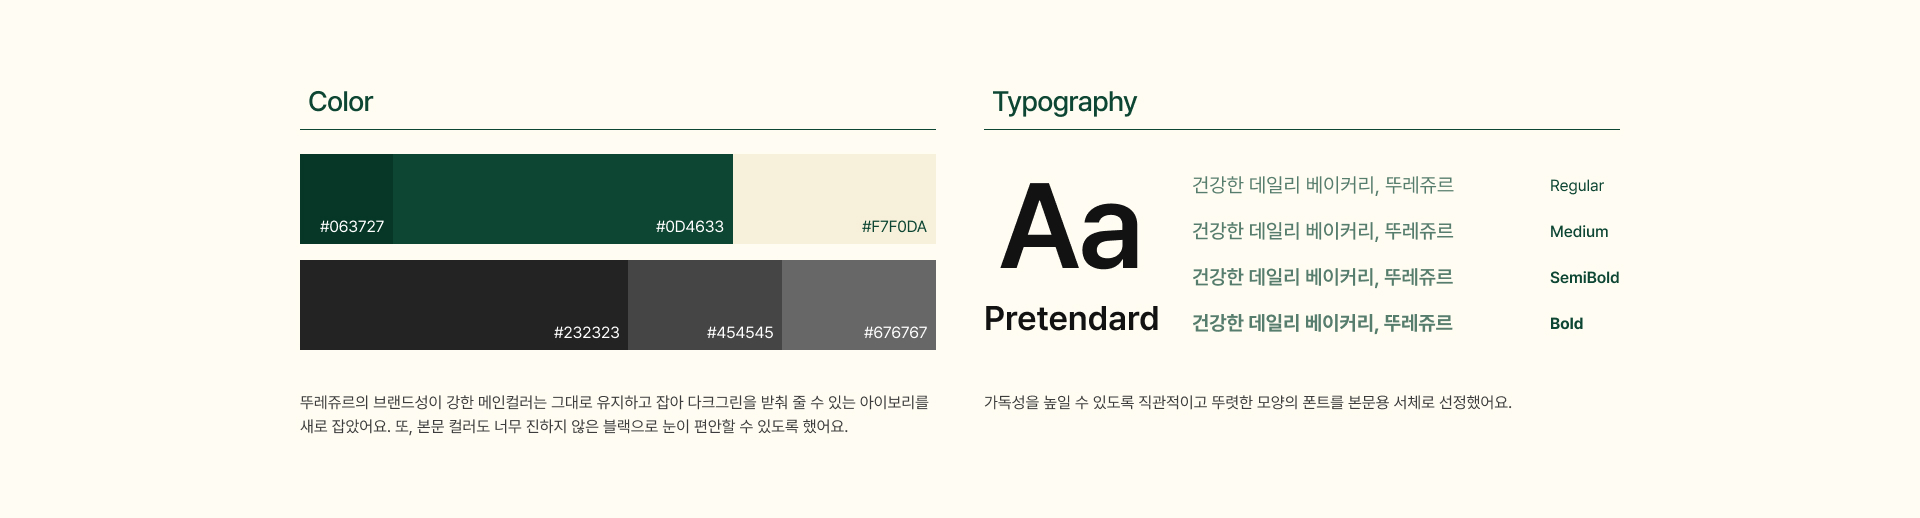 Color
#063727
#0D4633
#F7F0DA
#232323
#454545
#676767
뚜레쥬르의 브랜드성이 강한 메인컬러는 그대로 유지하고 잡아 다크그린을 받춰 줄 수 있는 아이보리를
새로 잡았어요. 또, 본문 컬러도 너무 진하지 않은 블랙으로 눈이 편안할 수 있도록 했어요.
Typography
Aa
Pretendard
건강한 데일리 베이커리, 뚜레쥬르 Regular
건강한 데일리 베이커리, 뚜레쥬르 Medium
건강한 데일리 베이커리, 뚜레쥬르 SemiBold
건강한 데일리 베이커리, 뚜레쥬르 Bold
가독성을 높일 수 있도록 직관적이고 뚜렷한 모양의 폰트를 본문용 서체로 선정했어요.